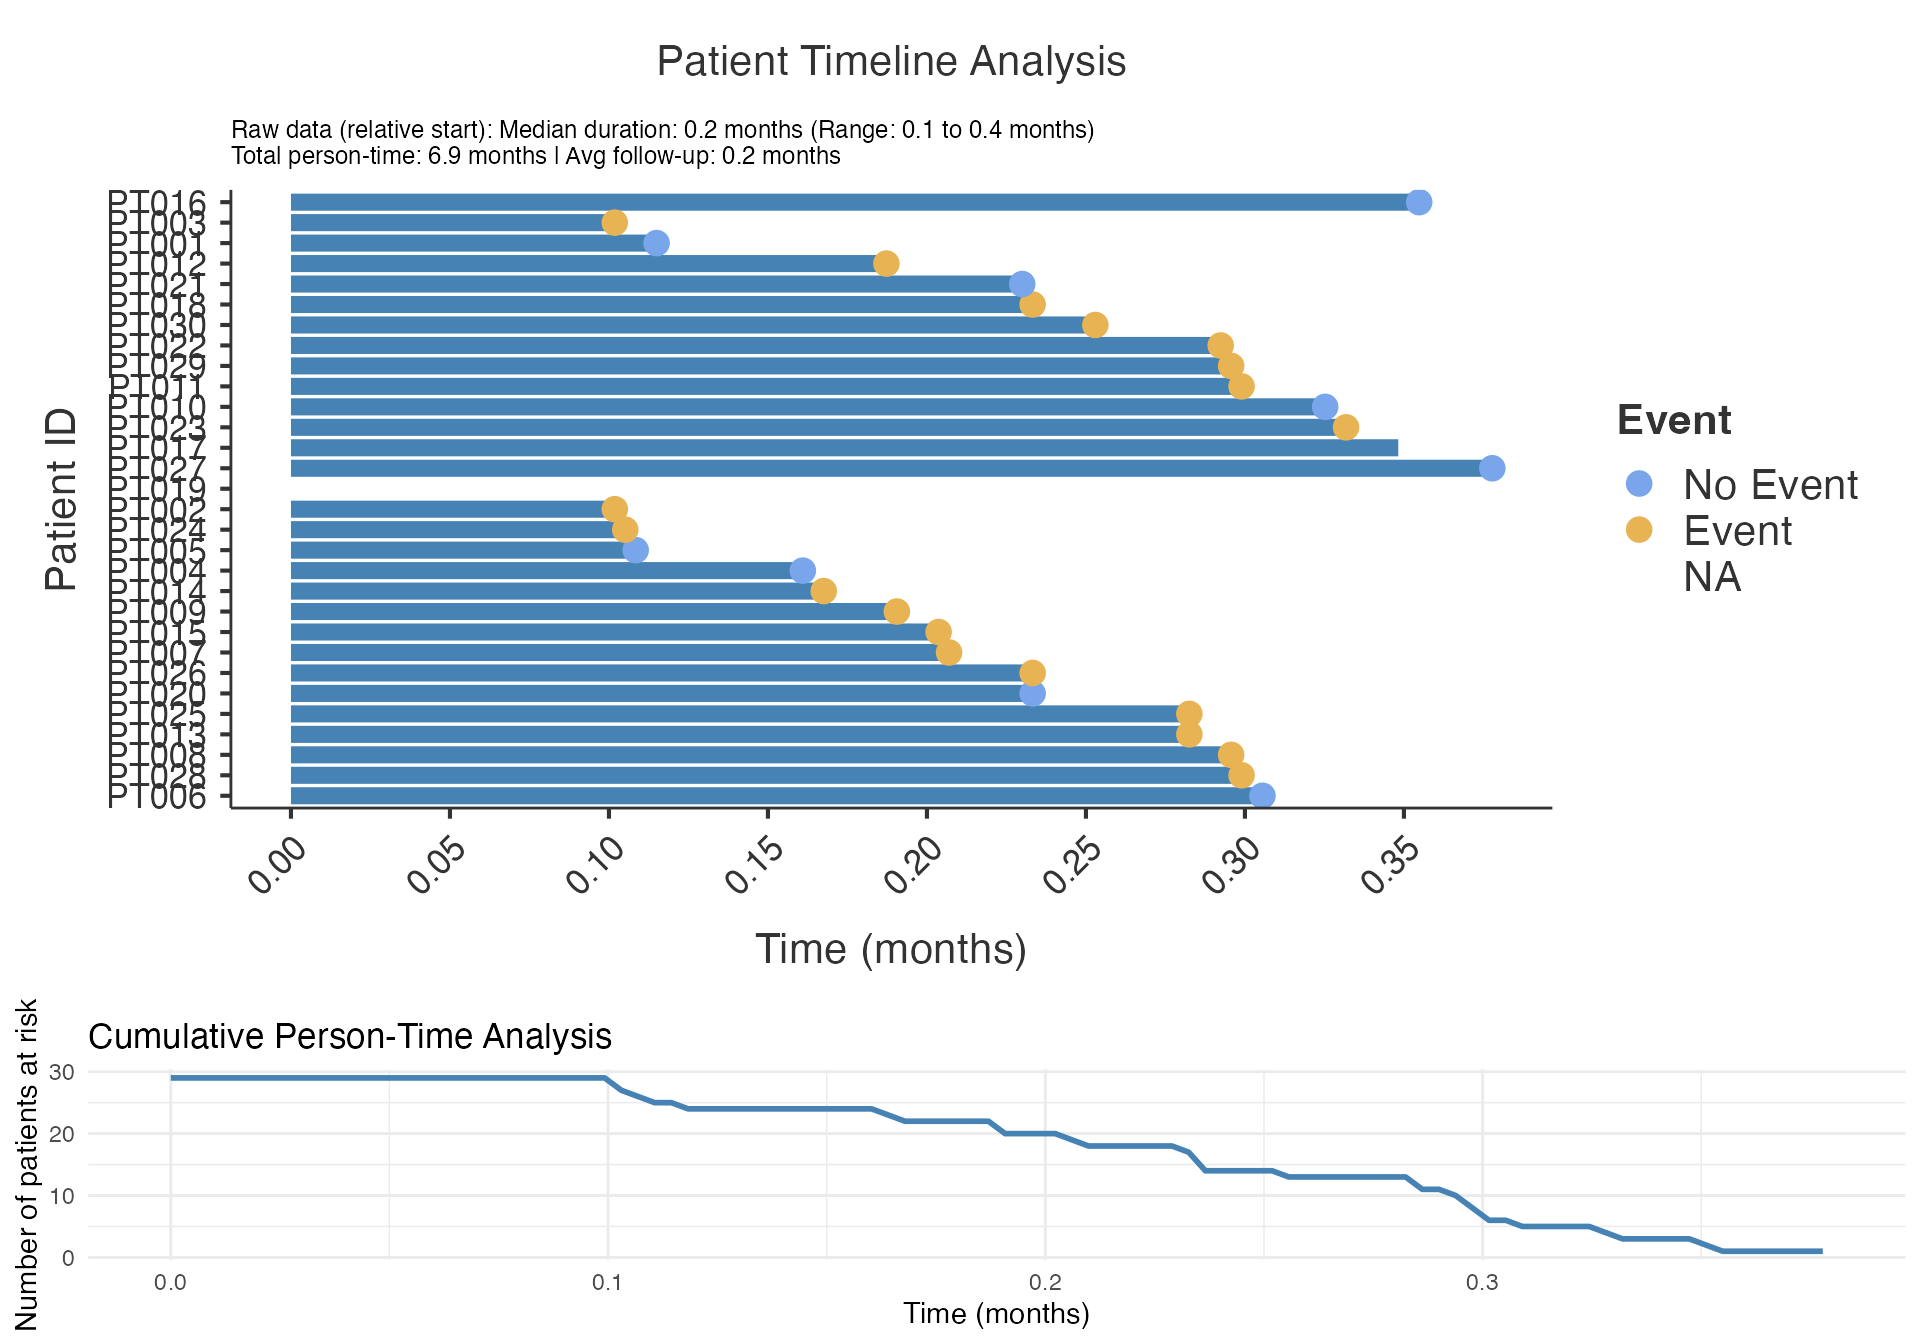 Patient Timeline Analysis
Raw data (relative start): Median duration: 0.2 months (Range: 0.1 to 0.4 months)
Total person-time: 6.9 months | Avg follow-up: 0.2 months
Patient ID
PT016
PT003
PT001
PT012
PT021
PT018
PT030
PT022
PT029
PT011
PT010
PT023
PT017
PT027
PT019
PT002
PT024
PT005
PT004
PT014
PT009
PT015
PT007
PT026
PT020
PT025
PT013
PT008
PT028
PT006
0.00 0.05 0.10 0.15 0.20 0.25 0.30 0.35
Time (months)
Event
No Event
Event
NA
Cumulative Person-Time Analysis
Number of patients at risk
30
20
10
0
0.0 0.1 0.2 0.3
Time (months)